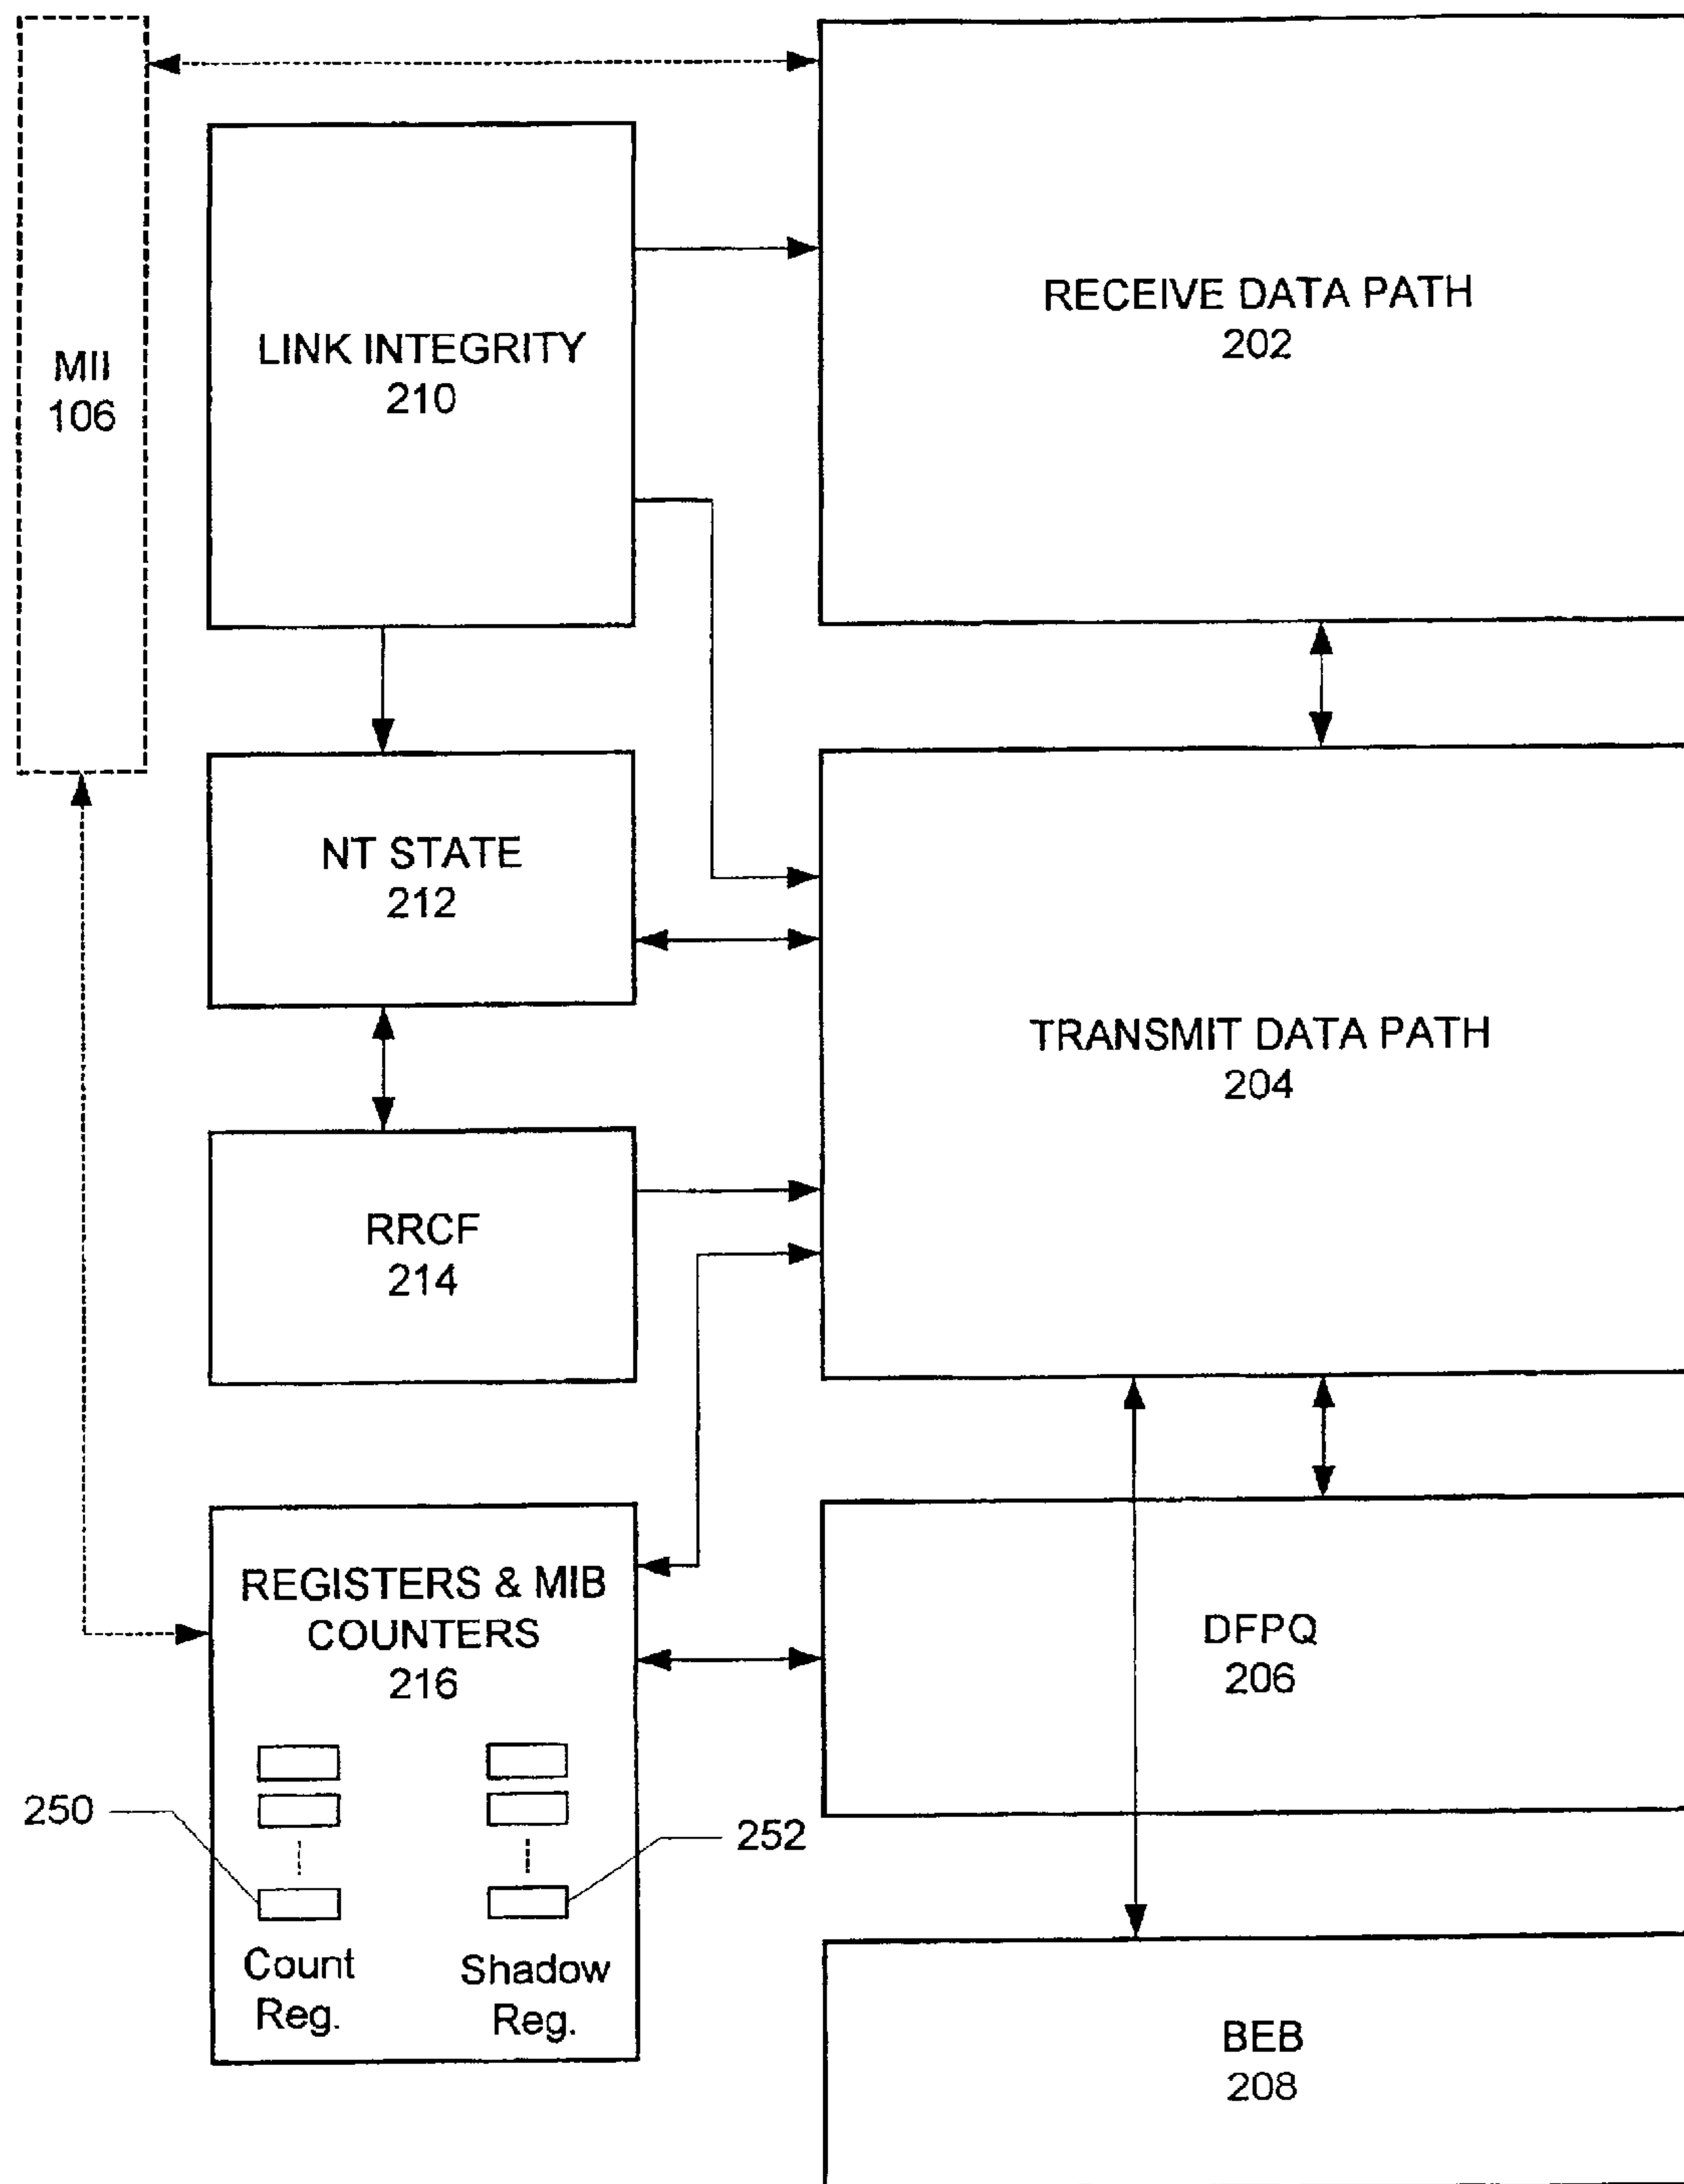 MII
106
LINK INTEGRITY
210
RECEIVE DATA PATH
202
NT STATE
212
TRANSMIT DATA PATH
204
RRCF
214
REGISTERS & MIB
COUNTERS
216
250
252
Count
Reg.
Shadow
Reg.
DFPQ
206
BEB
208